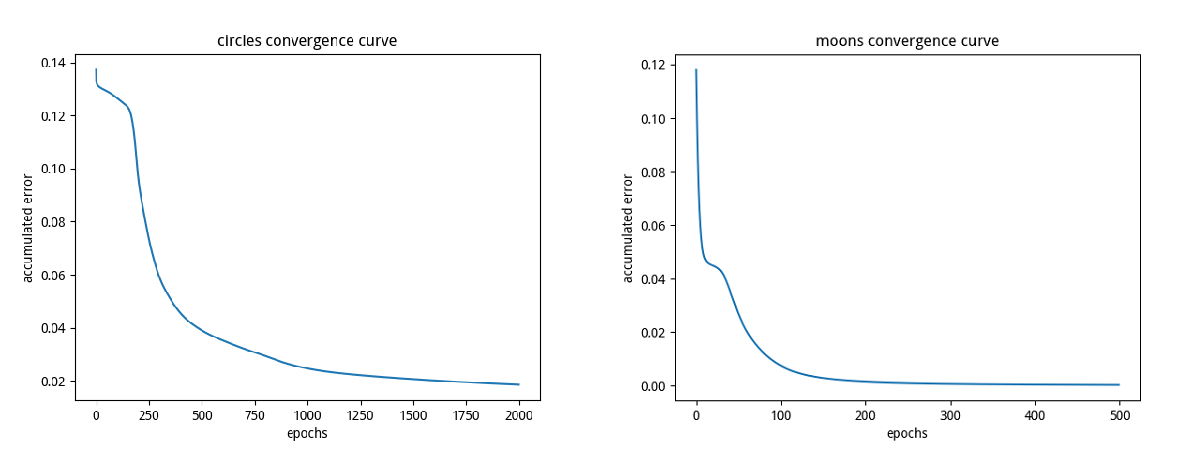 circles convergence curve
0.14
0.12
0.10
0.08
0.06
0.04
0.02
accumulated error
0 250 500 750 1000 1250 1500 1750 2000
epochs
moons convergence curve
0.12
0.10
0.08
0.06
0.04
0.02
0.00
accumulated error
0 100 200 300 400 500
epochs